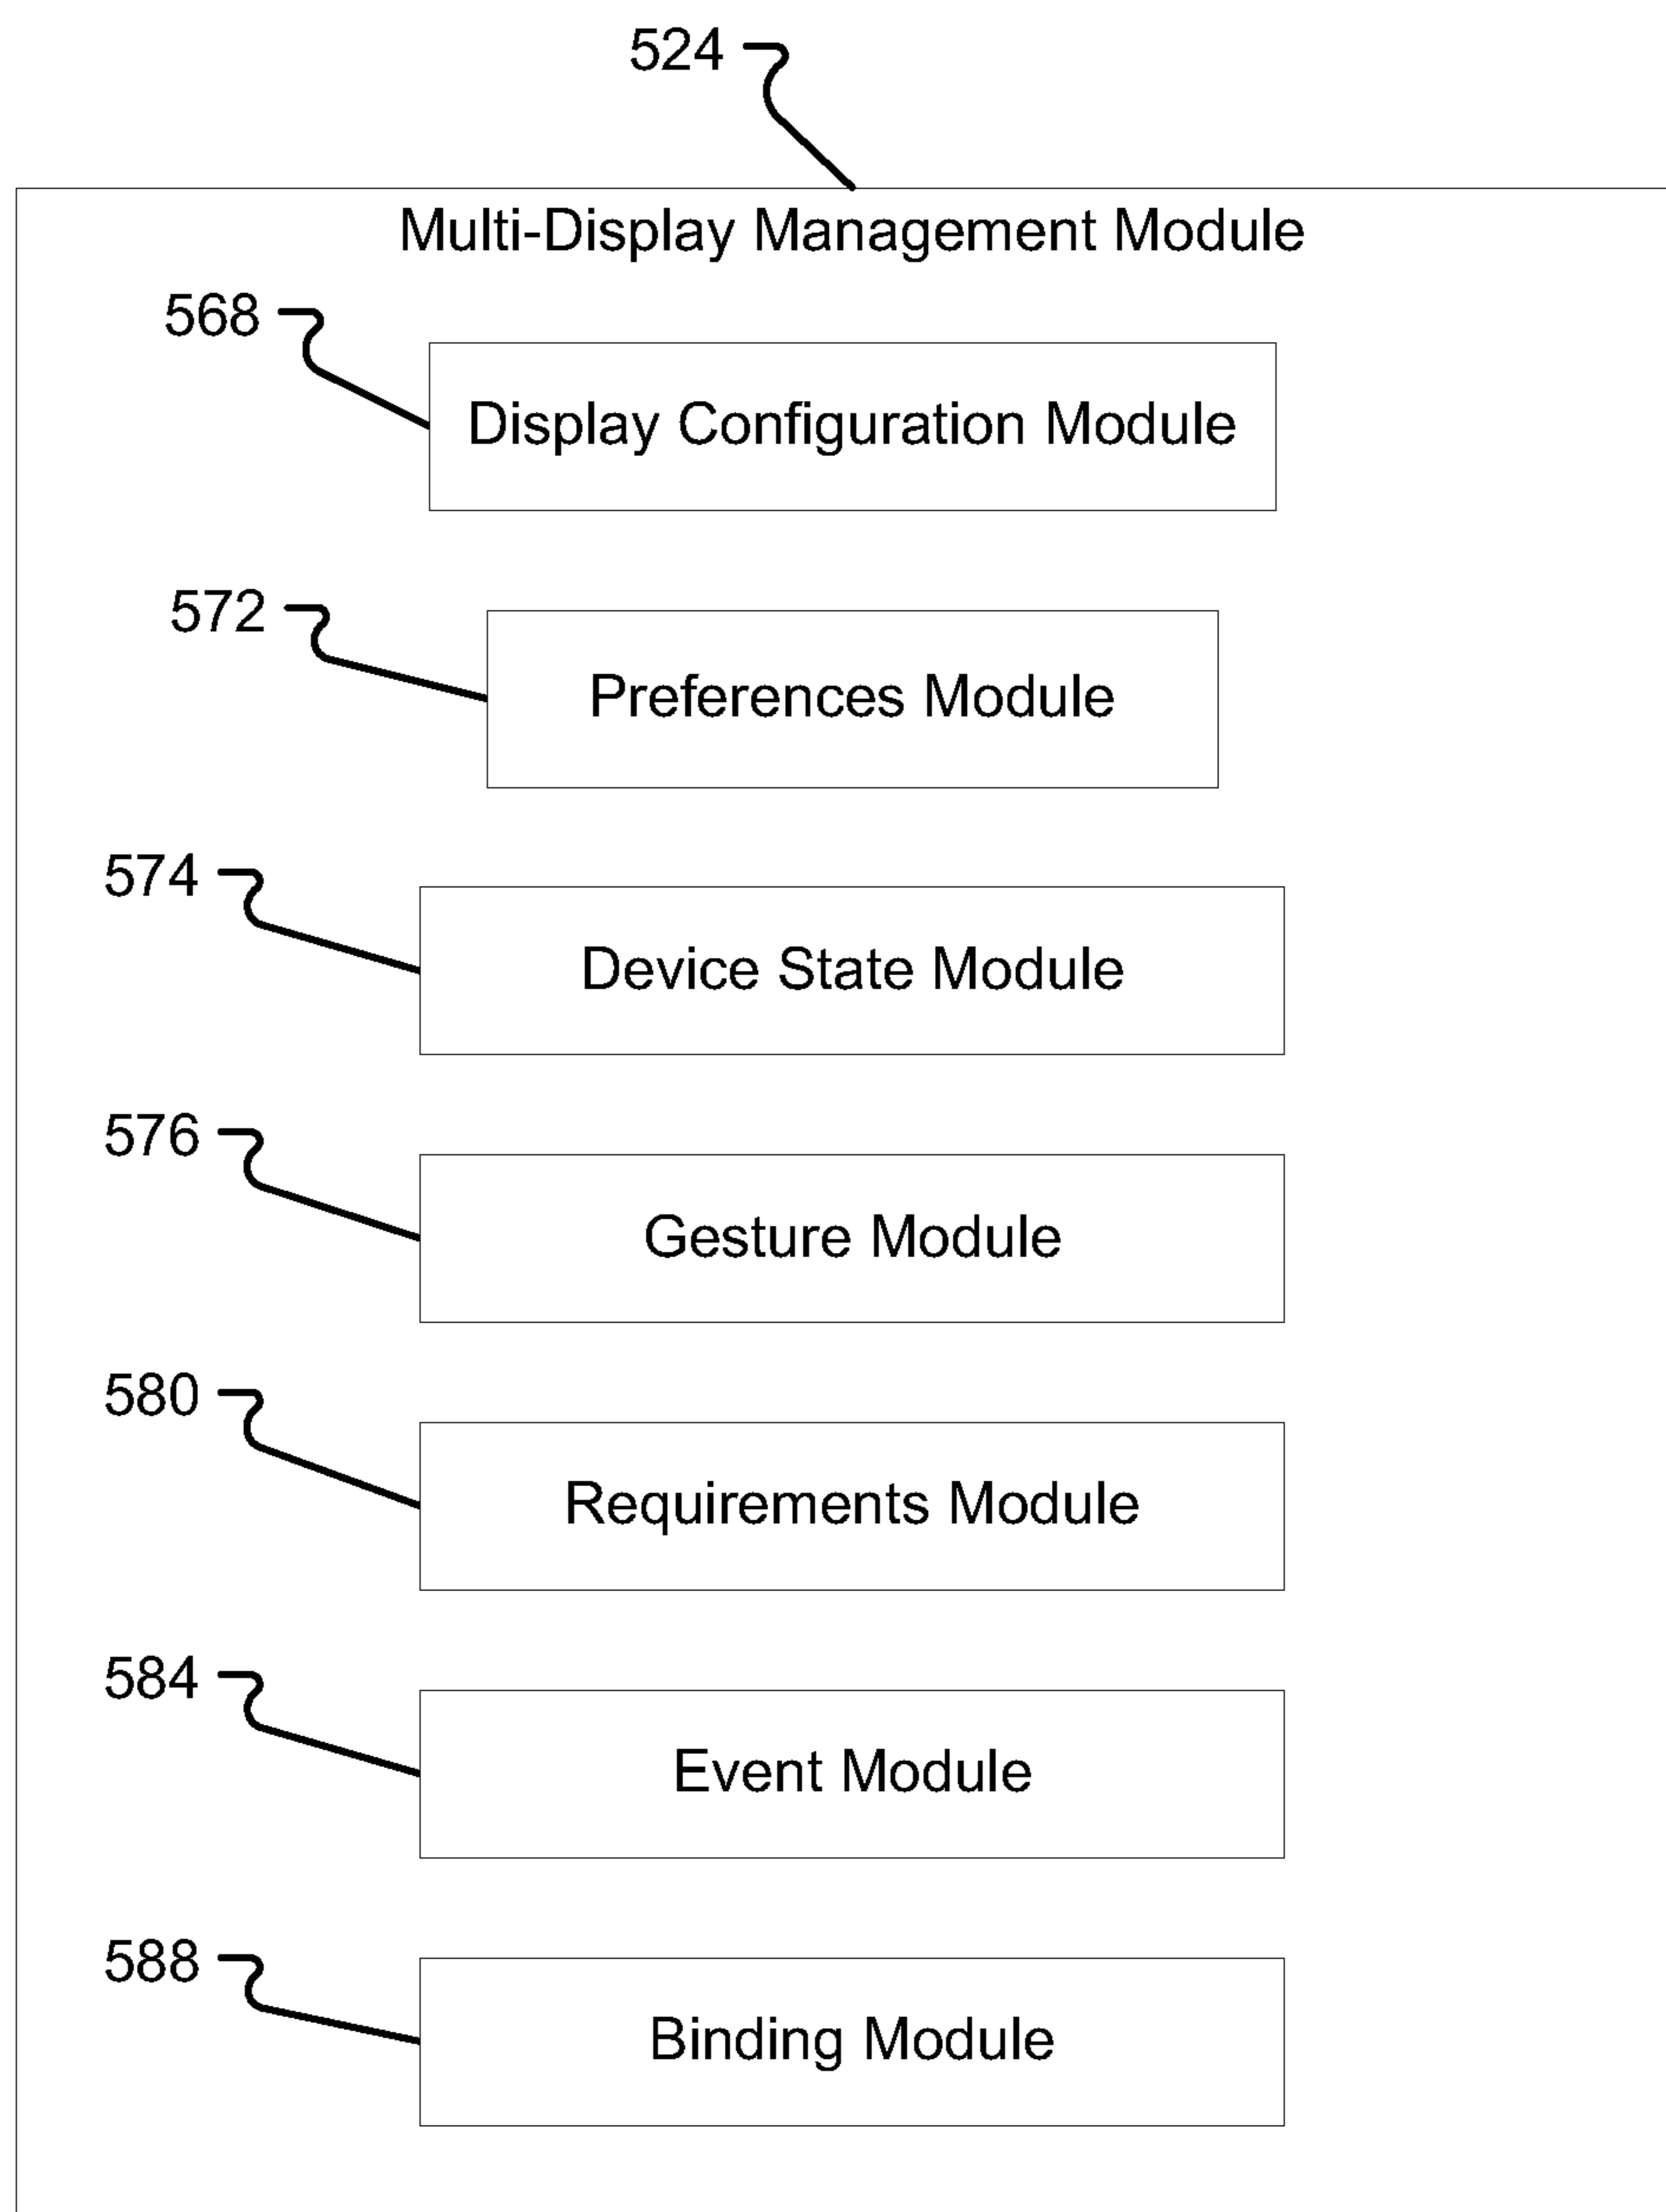 524
Multi-Display Management Module
568
Display Configuration Module
572
Preferences Module
574
Device State Module
576
Gesture Module
580
Requirements Module
584
Event Module
588
Binding Module